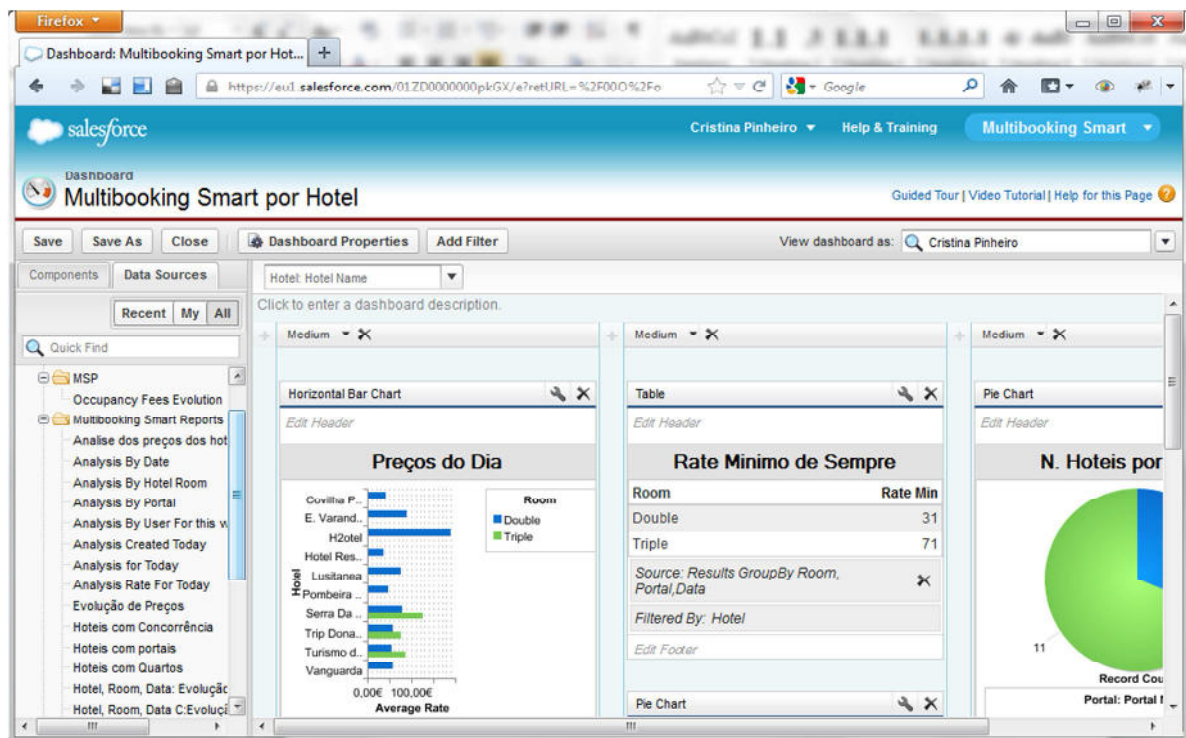 Firefox
Dashboard: Multibooking Smart por Hot...
https://eu1.salesforce.com/01ZD0000000pkGX/e?retURL=%2F00O%2Fo
Google
salesforce
Cristina Pinheiro
Help & Training
Multibooking Smart
Dashboard
Multibooking Smart por Hotel
Guided Tour | Video Tutorial | Help for this Page
Save
Save As
Close
Dashboard Properties
Add Filter
View dashboard as:
Cristina Pinheiro
Components
Data Sources
Hotel: Hotel Name
Recent
My
All
Click to enter a dashboard description.
Quick Find
MSP
Occupancy Fees Evolution
Multibooking Smart Reports
Analise dos preços dos hot
Analysis By Date
Analysis By Hotel Room
Analysis By Portal
Analysis By User For this w
Analysis Created Today
Analysis for Today
Analysis Rate For Today
Evolução de Preços
Hoteis com Concorrência
Hoteis com portais
Hoteis com Quartos
Hotel, Room, Data: Evolução
Hotel, Room, Data C:Evoluçã
Medium
Horizontal Bar Chart
Edit Header
Preços do Dia
Covilha P..
E. Varand..
H2otel
Hotel Res..
Lusitanea
Pombeira ..
Serra Da ..
Trip Dona..
Turismo d..
Vanguarda
Hotel
0,00€ 100,00€
Average Rate
Room
Double
Triple
Medium
Table
Edit Header
Rate Minimo de Sempre
Room Rate Min
Double 31
Triple 71
Source: Results GroupBy Room,
Portal,Data
Filtered By: Hotel
Edit Footer
Pie Chart
Medium
Pie Chart
Edit Header
N. Hoteis por
11
Record Cou
Portal: Portal